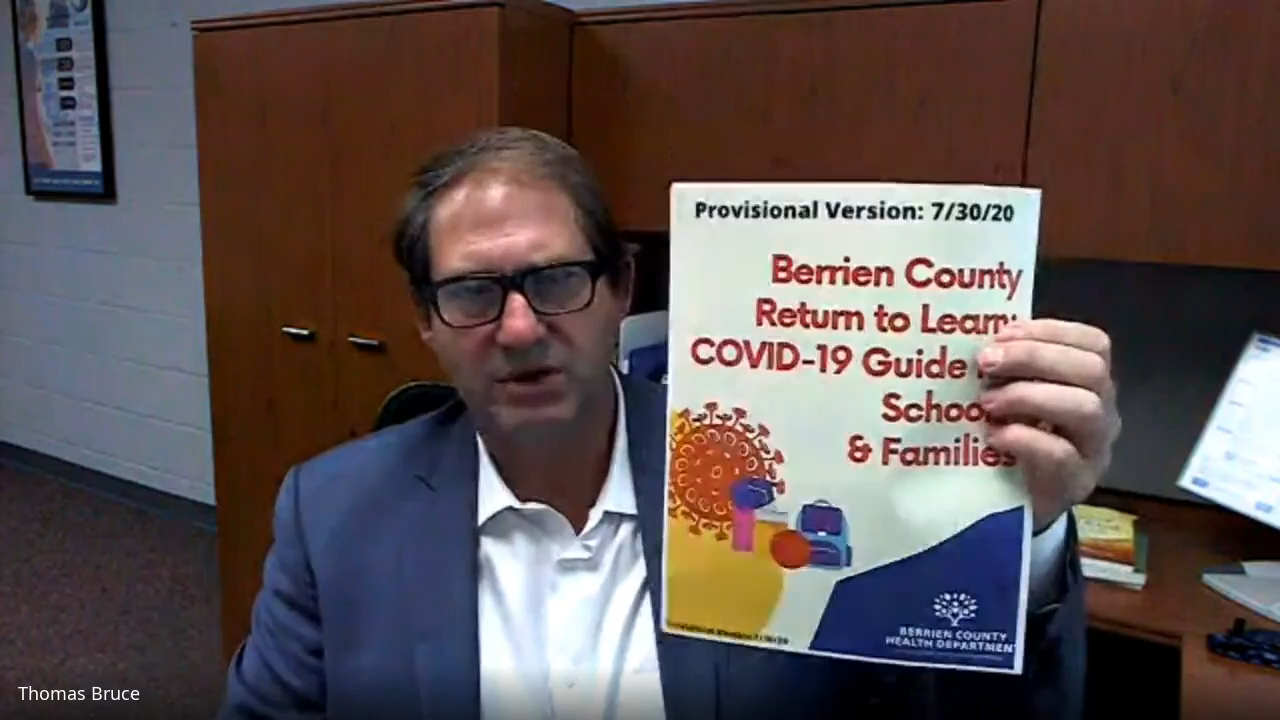 Provisional Version: 7/30/20
Berrien County
Return to Learn:
COVID-19 Guide
Schools
& Families
BERRIEN COUNTY
HEALTH DEPARTMENT
Thomas Bruce